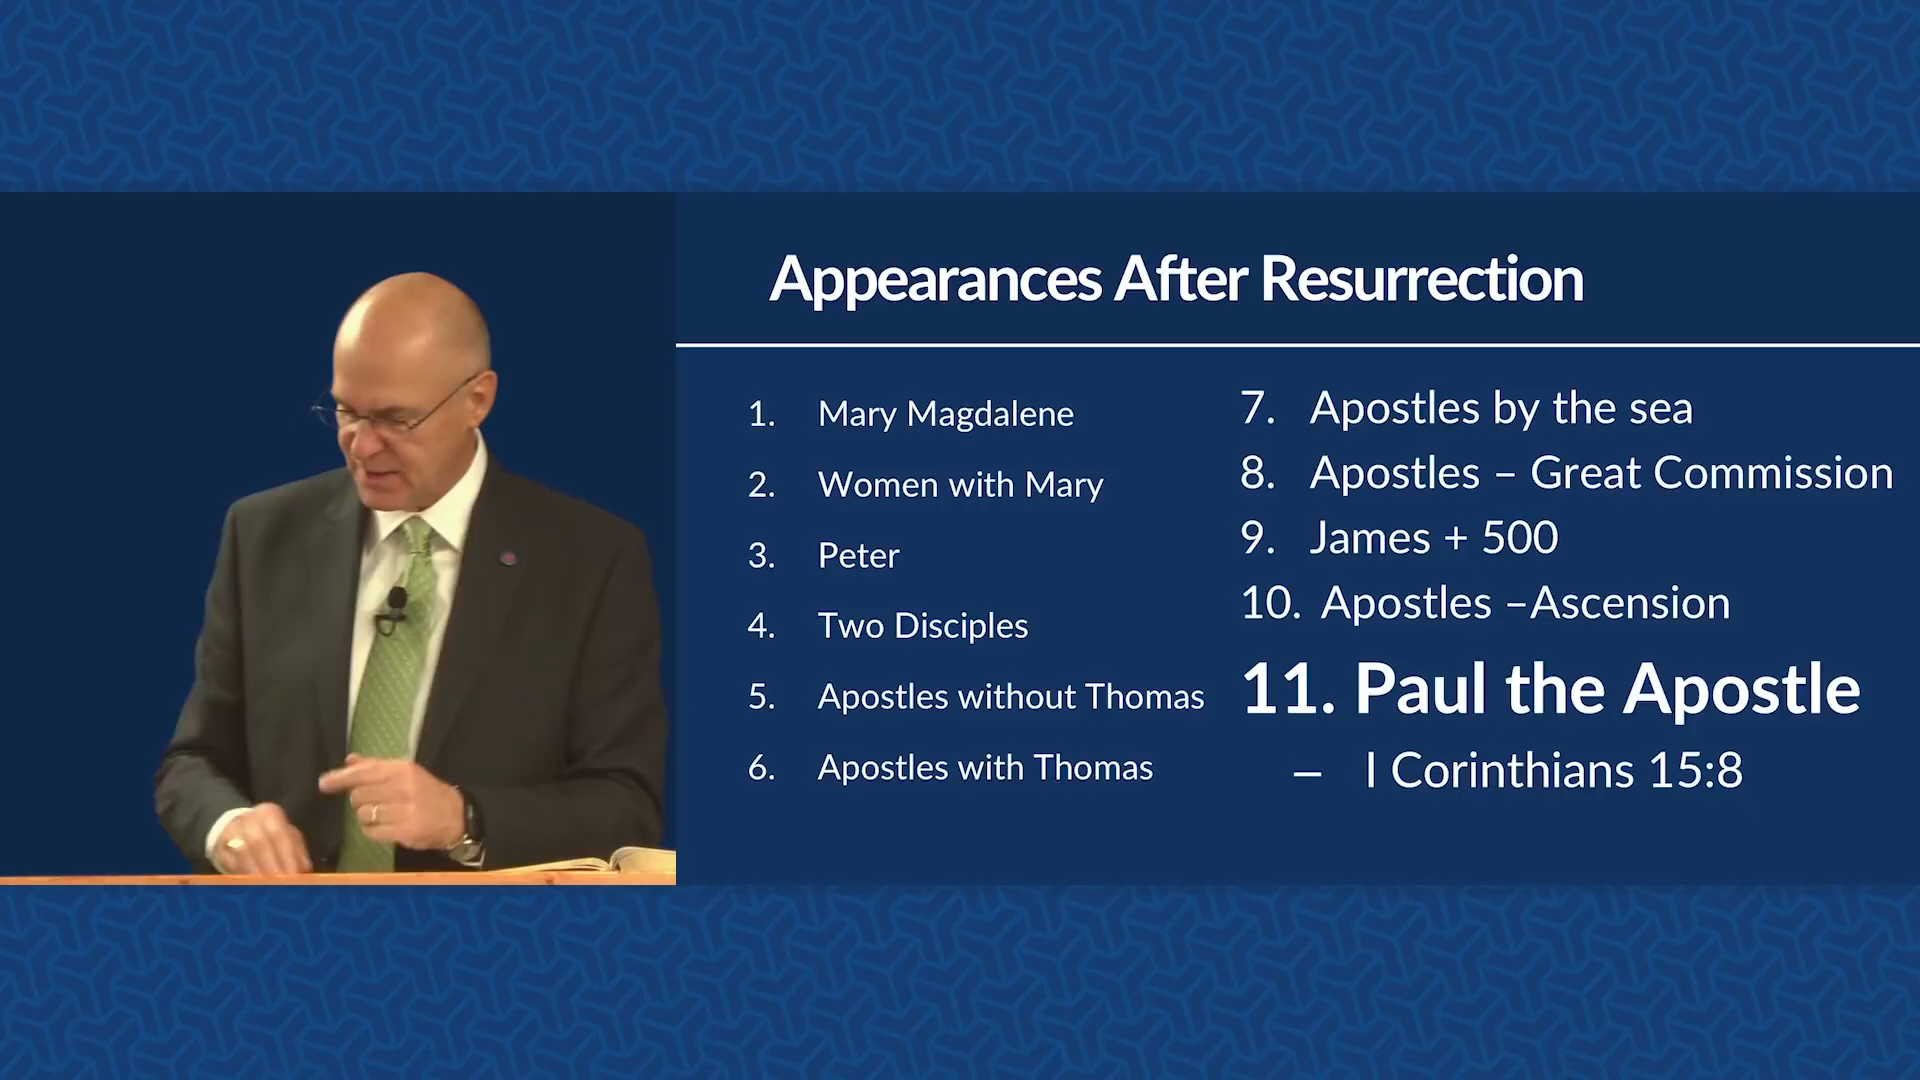 Appearances After Resurrection
1. Mary Magdalene
2. Women with Mary
3. Peter
4. Two Disciples
5. Apostles without Thomas
6. Apostles with Thomas
7. Apostles by the sea
8. Apostles – Great Commission
9. James + 500
10. Apostles –Ascension
11. Paul the Apostle
– I Corinthians 15:8